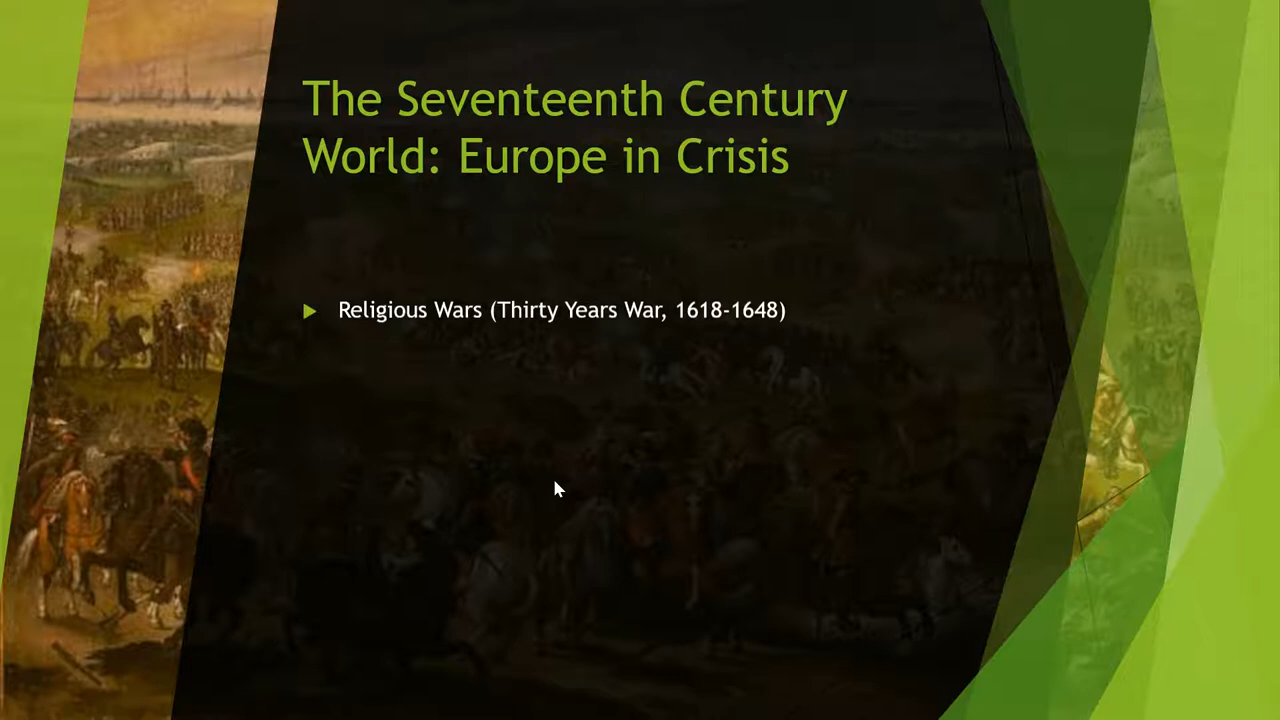 The Seventeenth Century
World: Europe in Crisis
Religious Wars (Thirty Years War, 1618-1648)